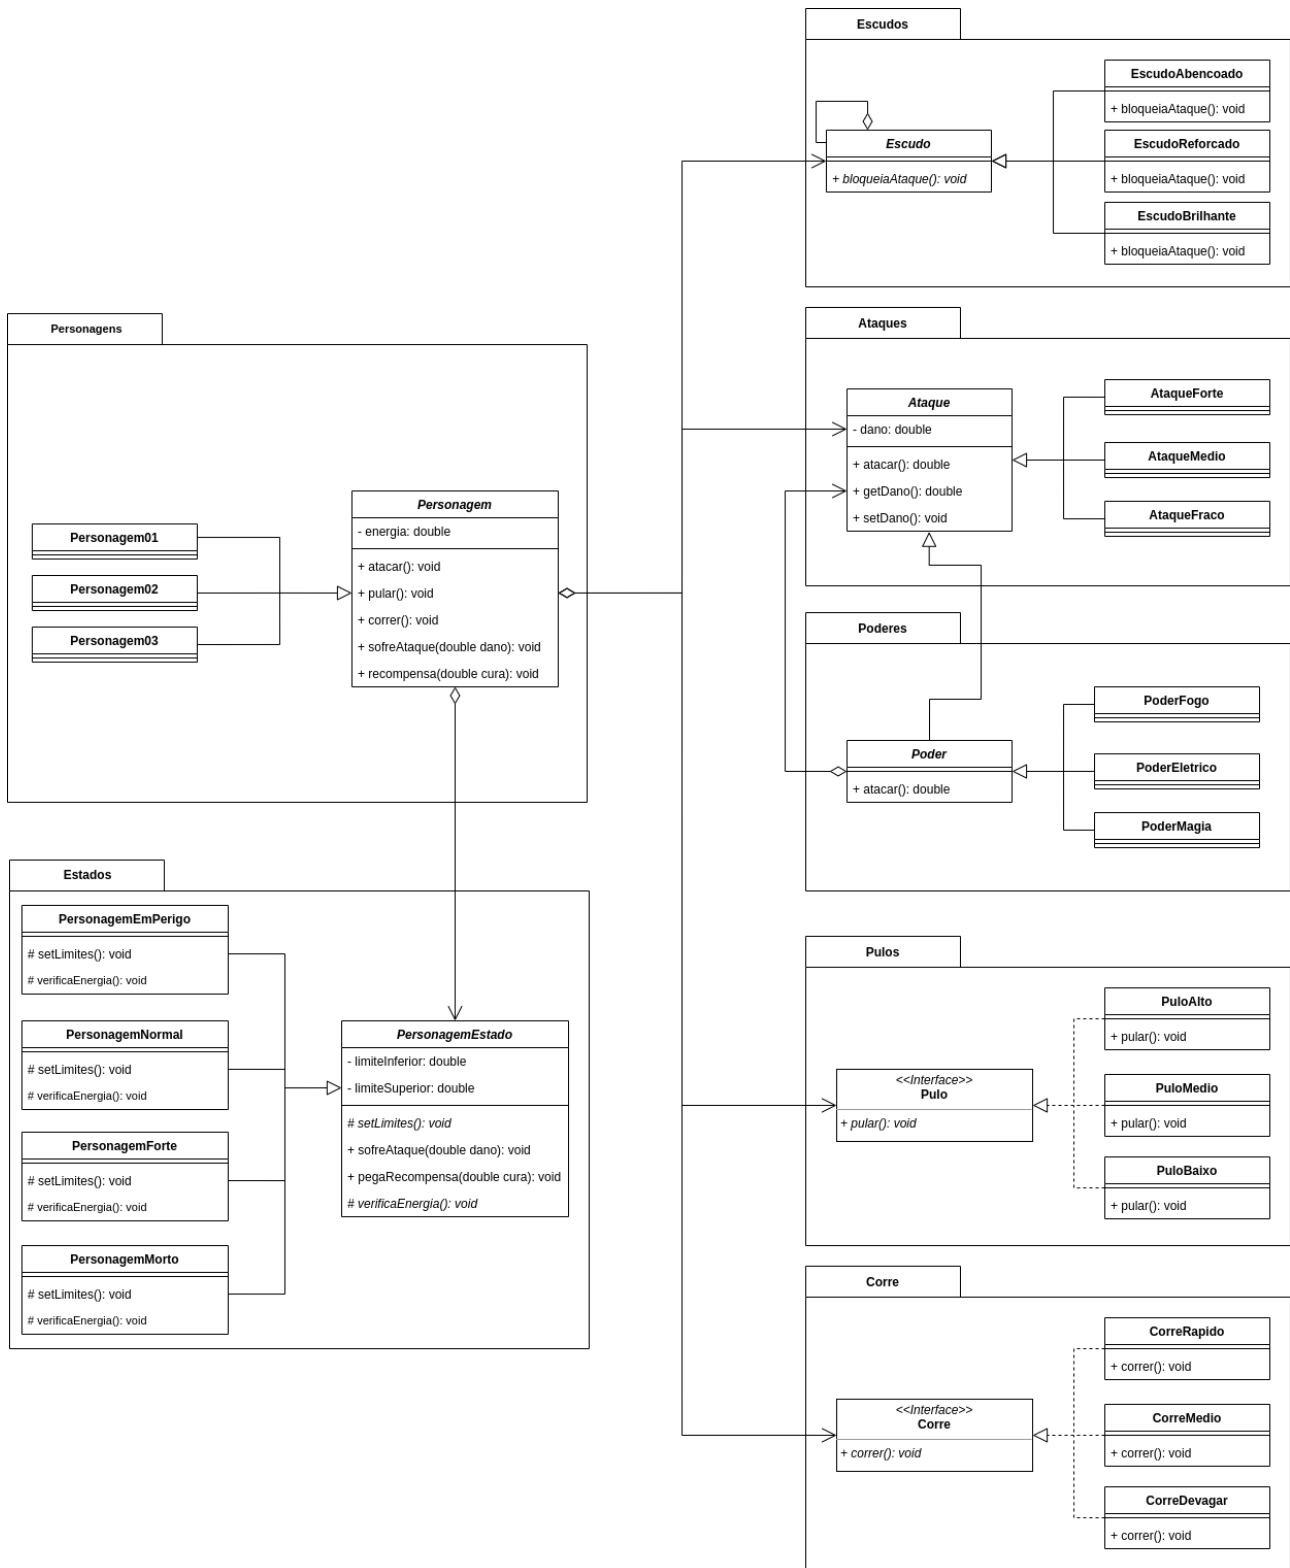 Escudos
EscudoAbencoado
+ bloqueiaAtaque(): void
Escudo
+ bloqueiaAtaque(): void
EscudoReforcado
+ bloqueiaAtaque(): void
EscudoBrilhante
+ bloqueiaAtaque(): void
Personagens
Personagem01
Personagem02
Personagem03
Personagem
- energia: double
+ atacar(): void
+ pular(): void
+ correr(): void
+ sofreAtaque(double dano): void
+ recompensa(double cura): void
Ataques
Ataque
- dano: double
+ atacar(): double
+ getDano(): double
+ setDano(): void
AtaqueForte
AtaqueMedio
AtaqueFraco
Poderes
Poder
+ atacar(): double
PoderFogo
PoderEletrico
PoderMagia
Estados
PersonagemEmPerigo
# setLimites(): void
# verificaEnergia(): void
PersonagemNormal
# setLimites(): void
# verificaEnergia(): void
PersonagemForte
# setLimites(): void
# verificaEnergia(): void
PersonagemMorto
# setLimites(): void
# verificaEnergia(): void
PersonagemEstado
- limiteInferior: double
- limiteSuperior: double
# setLimites(): void
+ sofreAtaque(double dano): void
+ pegaRecompensa(double cura): void
# verificaEnergia(): void
Pulos
<<Interface>>
Pulo
+ pular(): void
PuloAlto
+ pular(): void
PuloMedio
+ pular(): void
PuloBaixo
+ pular(): void
Corre
<<Interface>>
Corre
+ correr(): void
CorreRapido
+ correr(): void
CorreMedio
+ correr(): void
CorreDevagar
+ correr(): void